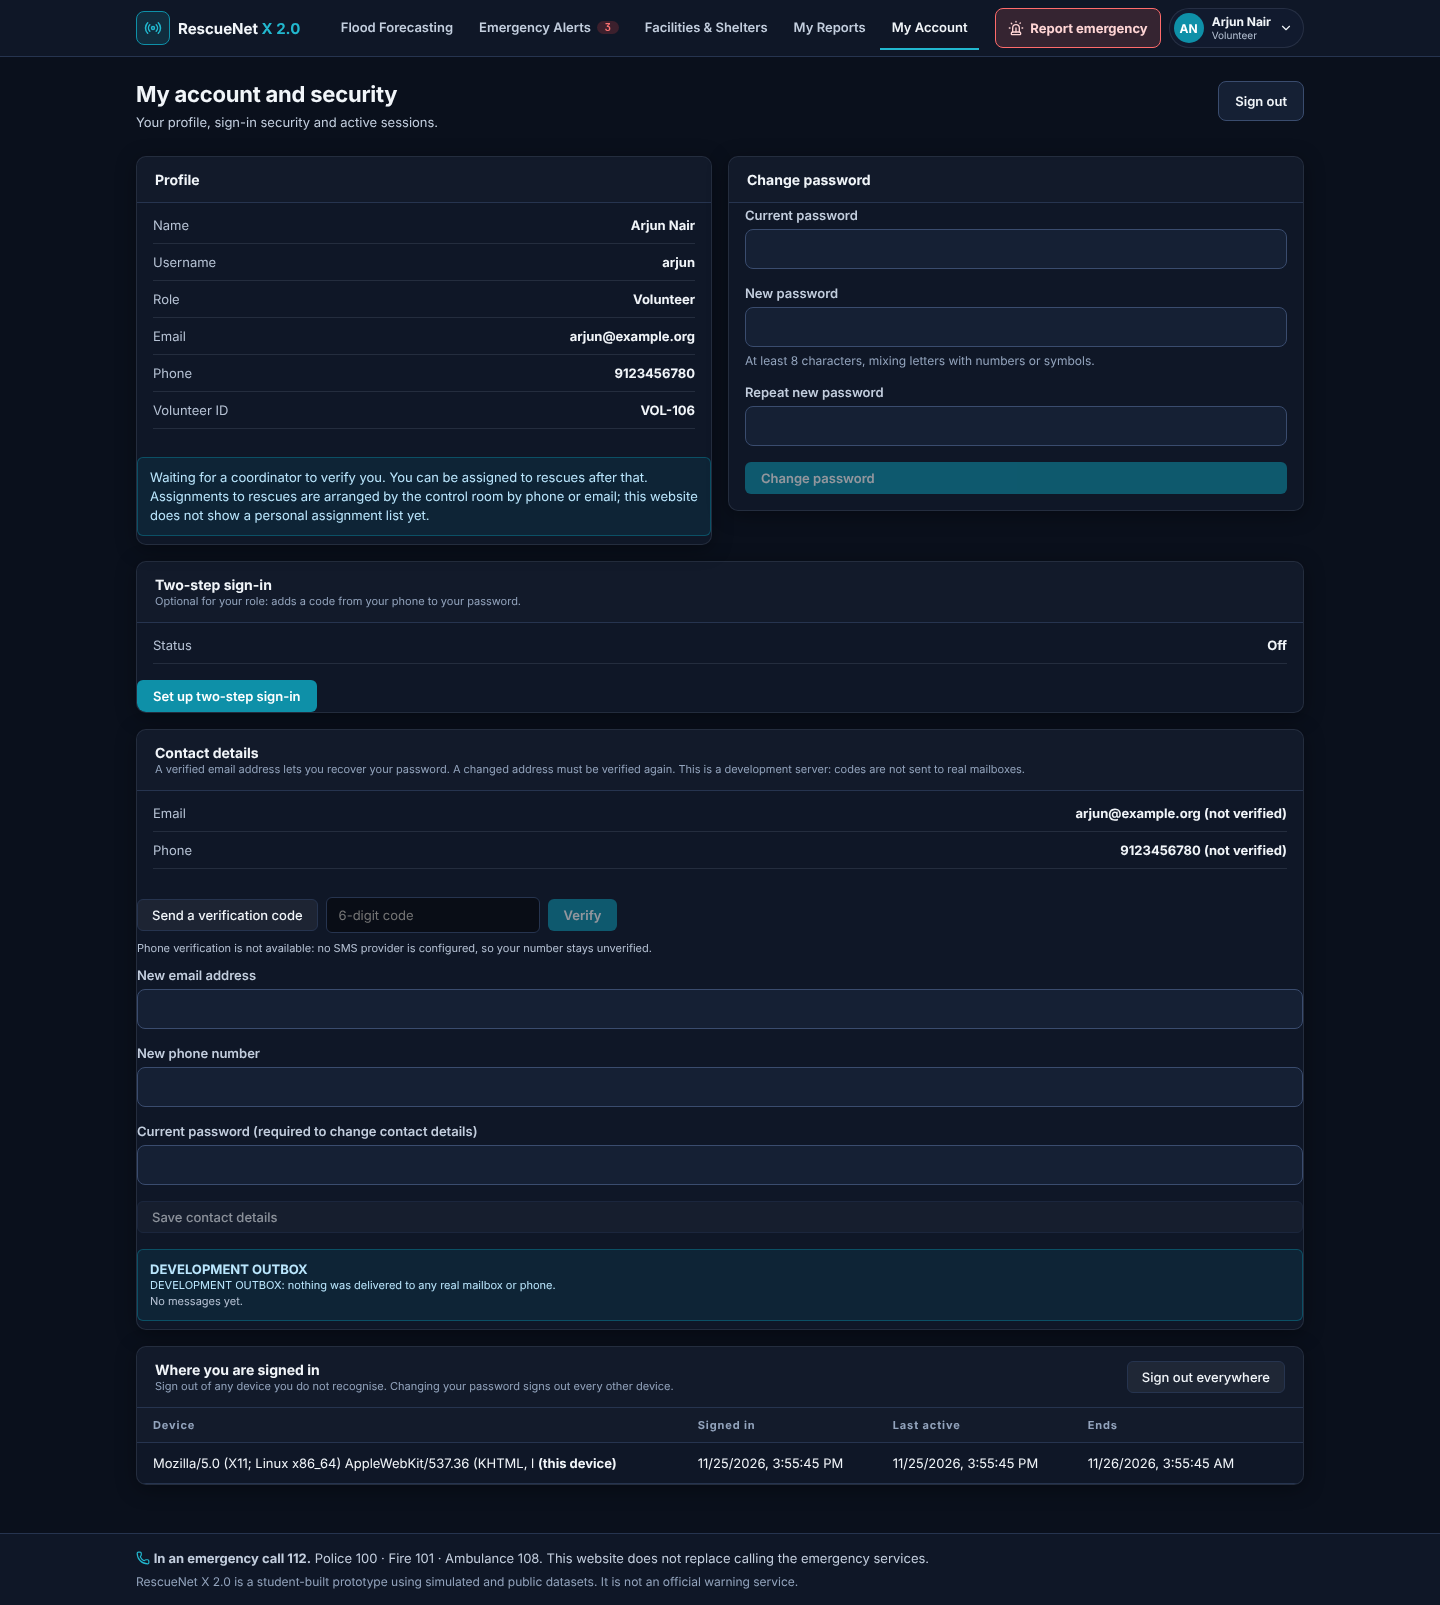 RescueNet X 2.0
Flood Forecasting
Emergency Alerts 3
Facilities & Shelters
My Reports
My Account
Report emergency
AN
Arjun Nair
Volunteer
My account and security
Your profile, sign-in security and active sessions.
Sign out
Profile
Name Arjun Nair
Username arjun
Role Volunteer
Email arjun@example.org
Phone 9123456780
Volunteer ID VOL-106
Waiting for a coordinator to verify you. You can be assigned to rescues after that.
Assignments to rescues are arranged by the control room by phone or email; this website
does not show a personal assignment list yet.
Change password
Current password
New password
At least 8 characters, mixing letters with numbers or symbols.
Repeat new password
Change password
Two-step sign-in
Optional for your role: adds a code from your phone to your password.
Status Off
Set up two-step sign-in
Contact details
A verified email address lets you recover your password. A changed address must be verified again. This is a development server: codes are not sent to real mailboxes.
Email arjun@example.org (not verified)
Phone 9123456780 (not verified)
Send a verification code 6-digit code Verify
Phone verification is not available: no SMS provider is configured, so your number stays unverified.
New email address
New phone number
Current password (required to change contact details)
Save contact details
DEVELOPMENT OUTBOX
DEVELOPMENT OUTBOX: nothing was delivered to any real mailbox or phone.
No messages yet.
Where you are signed in
Sign out of any device you do not recognise. Changing your password signs out every other device.
Sign out everywhere
Device Signed in Last active Ends
Mozilla/5.0 (X11; Linux x86_64) AppleWebKit/537.36 (KHTML, l (this device) 11/25/2026, 3:55:45 PM 11/25/2026, 3:55:45 PM 11/26/2026, 3:55:45 AM
In an emergency call 112. Police 100 · Fire 101 · Ambulance 108. This website does not replace calling the emergency services.
RescueNet X 2.0 is a student-built prototype using simulated and public datasets. It is not an official warning service.